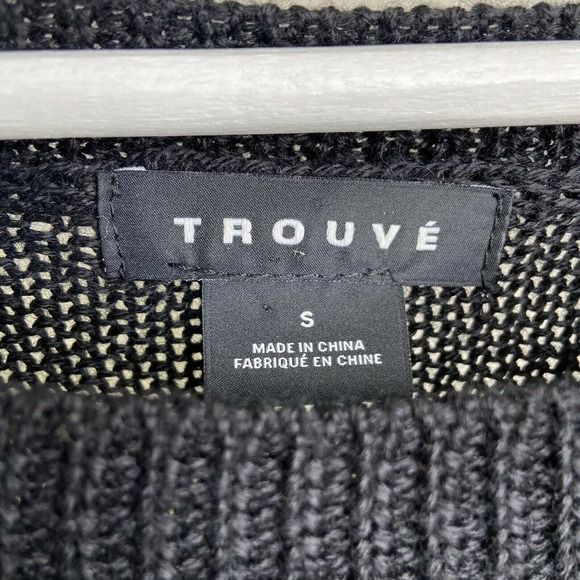 TROUVÉ
S
MADE IN CHINA
FABRIQUÉ EN CHINE